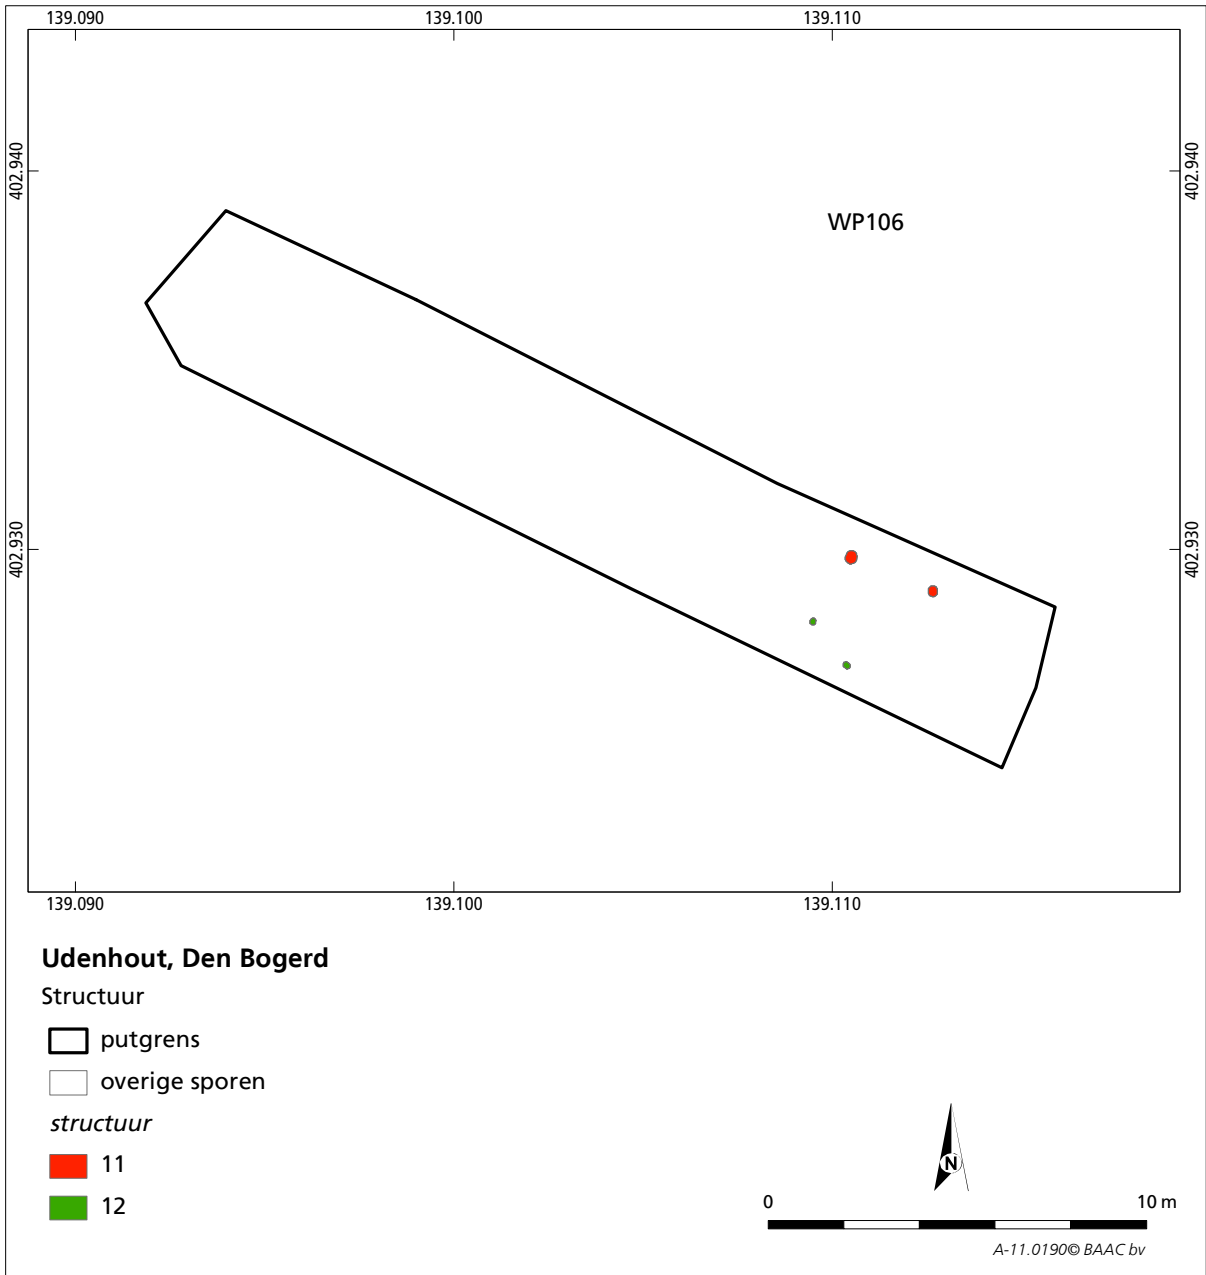 139.090 139.100 139.110
402.940 402.940
WP106
402.930 402.930
139.090 139.100 139.110
Udenhout, Den Bogerd
Structuur
putgrens
overige sporen
structuur
11
12
N
0 10 m
A-11.0190© BAAC bv